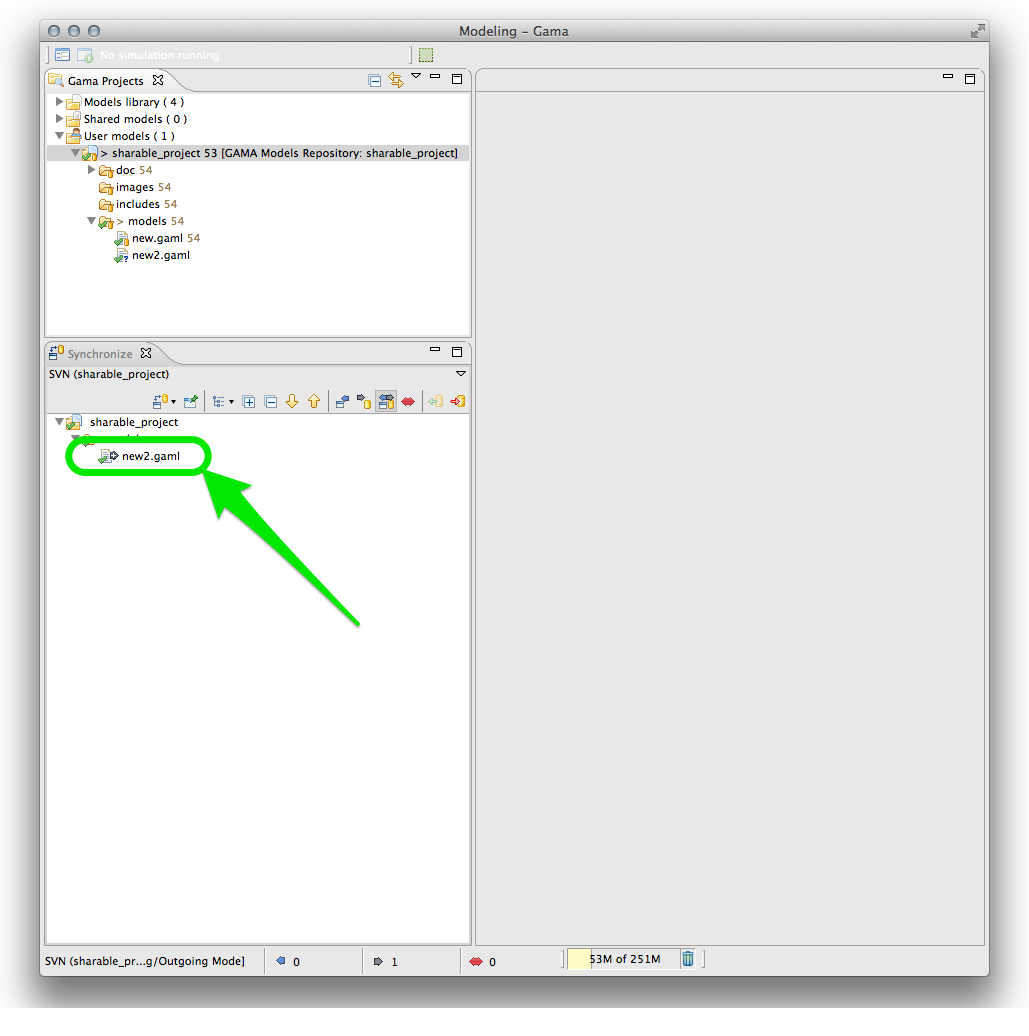 Modeling – Gama
No simulation running
Gama Projects
Models library ( 4 )
Shared models ( 0 )
User models ( 1 )
> sharable_project 53 [GAMA Models Repository: sharable_project]
doc 54
images 54
includes 54
> models 54
new.gaml 54
new2.gaml
Synchronize
SVN (sharable_project)
sharable_project
new2.gaml
SVN (sharable_pr...g/Outgoing Mode] 0 1 0 53M of 251M